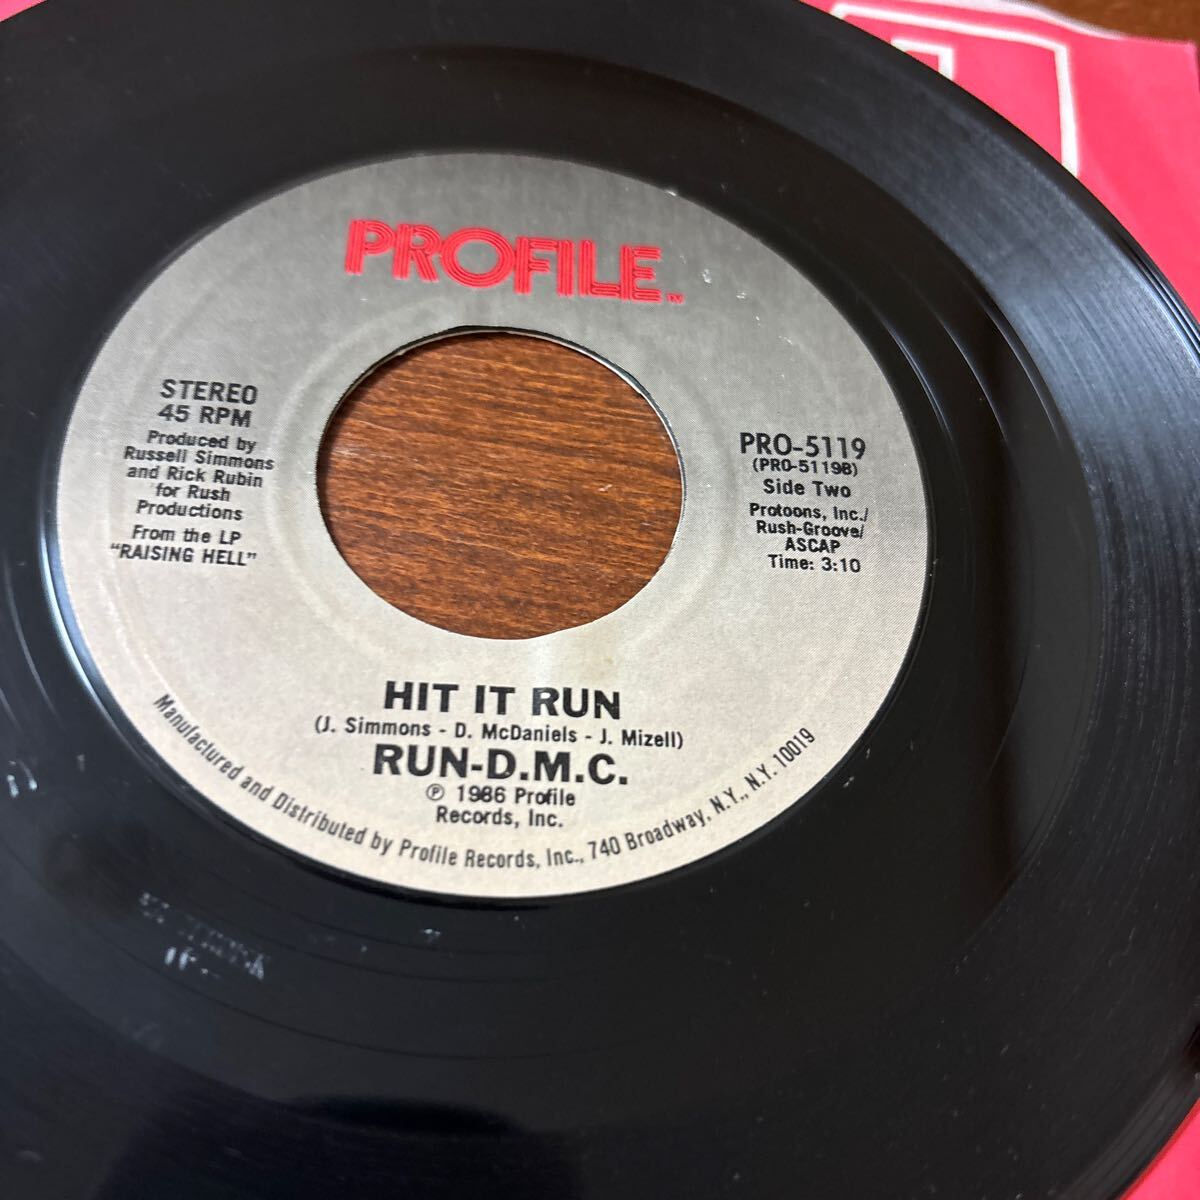 PROFILE TM
STEREO
45 RPM
Produced by
Russell Simmons
and Rick Rubin
for Rush
Productions
From the LP
"RAISING HELL"
PRO-5119
(PRO-5119B)
Side Two
Protoons, Inc./
Rush-Groove/
ASCAP
Time: 3:10
HIT IT RUN
(J. Simmons - D. McDaniels - J. Mizell)
RUN-D.M.C.
℗ 1986 Profile
Records, Inc.
Manufactured and Distributed by Profile Records, Inc., 740 Broadway, N.Y., N.Y. 10019